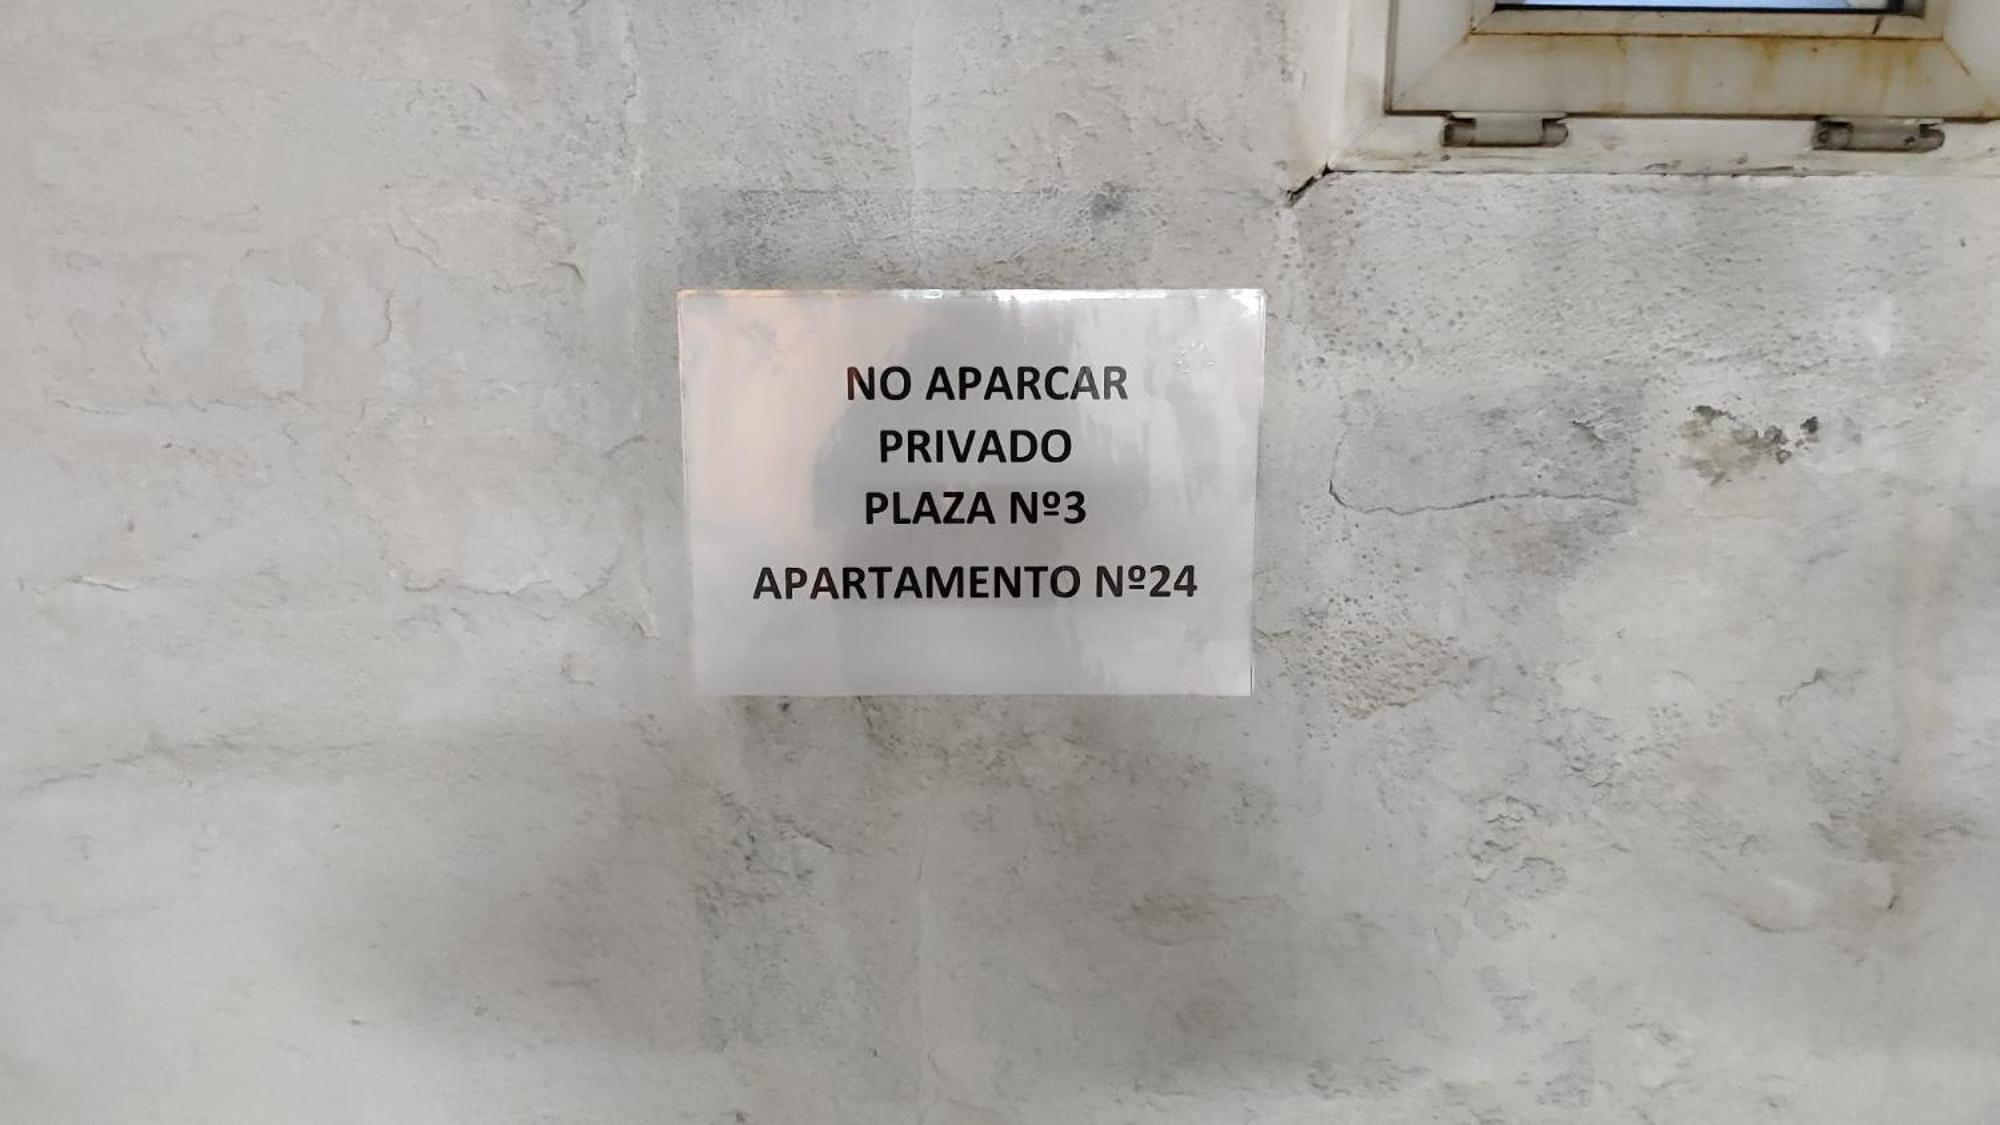 NO APARCAR
PRIVADO
PLAZA Nº3
APARTAMENTO Nº24